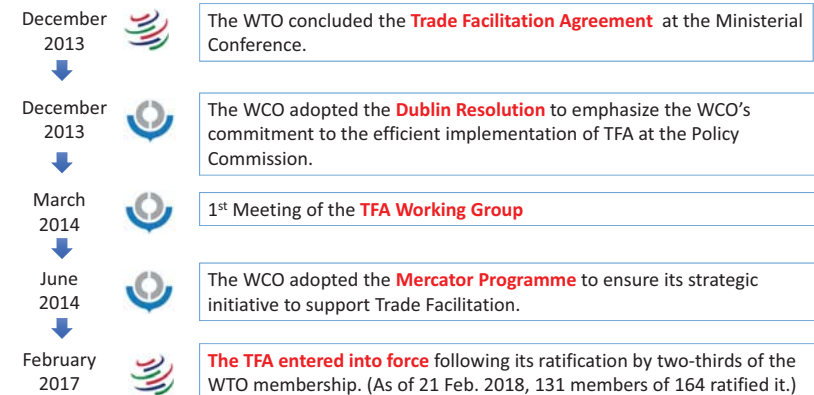 December
2013
The WTO concluded the Trade Facilitation Agreement at the Ministerial
Conference.
December
2013
The WCO adopted the Dublin Resolution to emphasize the WCO’s
commitment to the efficient implementation of TFA at the Policy
Commission.
March
2014
1st Meeting of the TFA Working Group
June
2014
The WCO adopted the Mercator Programme to ensure its strategic
initiative to support Trade Facilitation.
February
2017
The TFA entered into force following its ratification by two-thirds of the
WTO membership. (As of 21 Feb. 2018, 131 members of 164 ratified it.)